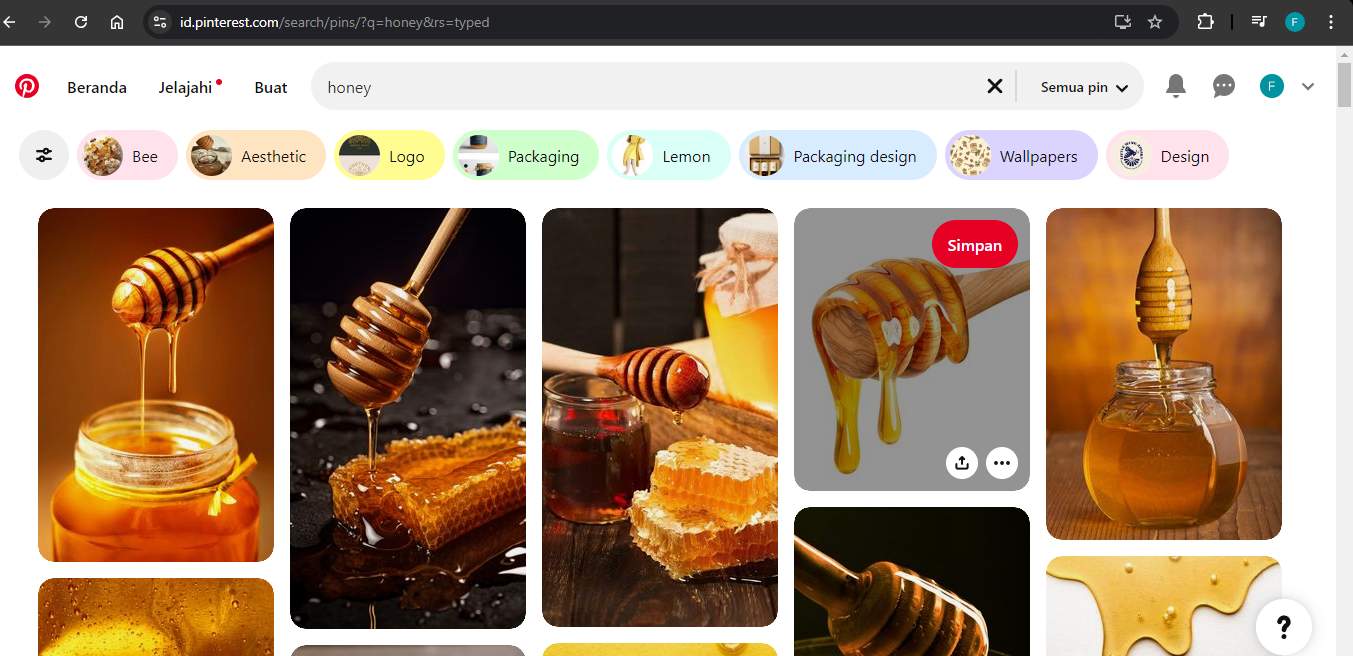 id.pinterest.com/search/pins/?q=honey&rs=typed
F
Beranda
Jelajahi
Buat
honey
Semua pin
F
Bee
Aesthetic
Logo
Packaging
Lemon
Packaging design
Wallpapers
Design
Simpan
?